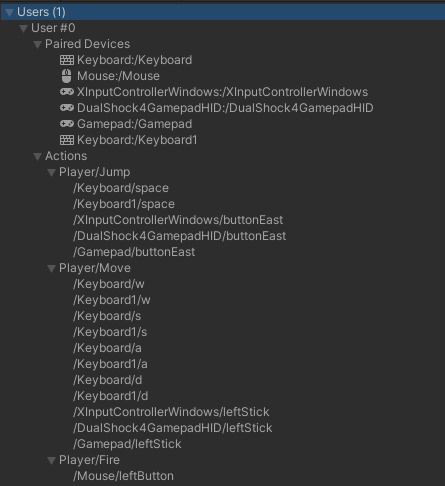 Users (1)
User #0
Paired Devices
Keyboard:/Keyboard
Mouse:/Mouse
XInputControllerWindows:/XInputControllerWindows
DualShock4GamepadHID:/DualShock4GamepadHID
Gamepad:/Gamepad
Keyboard:/Keyboard1
Actions
Player/Jump
/Keyboard/space
/Keyboard1/space
/XInputControllerWindows/buttonEast
/DualShock4GamepadHID/buttonEast
/Gamepad/buttonEast
Player/Move
/Keyboard/w
/Keyboard1/w
/Keyboard/s
/Keyboard1/s
/Keyboard/a
/Keyboard1/a
/Keyboard/d
/Keyboard1/d
/XInputControllerWindows/leftStick
/DualShock4GamepadHID/leftStick
/Gamepad/leftStick
Player/Fire
/Mouse/leftButton